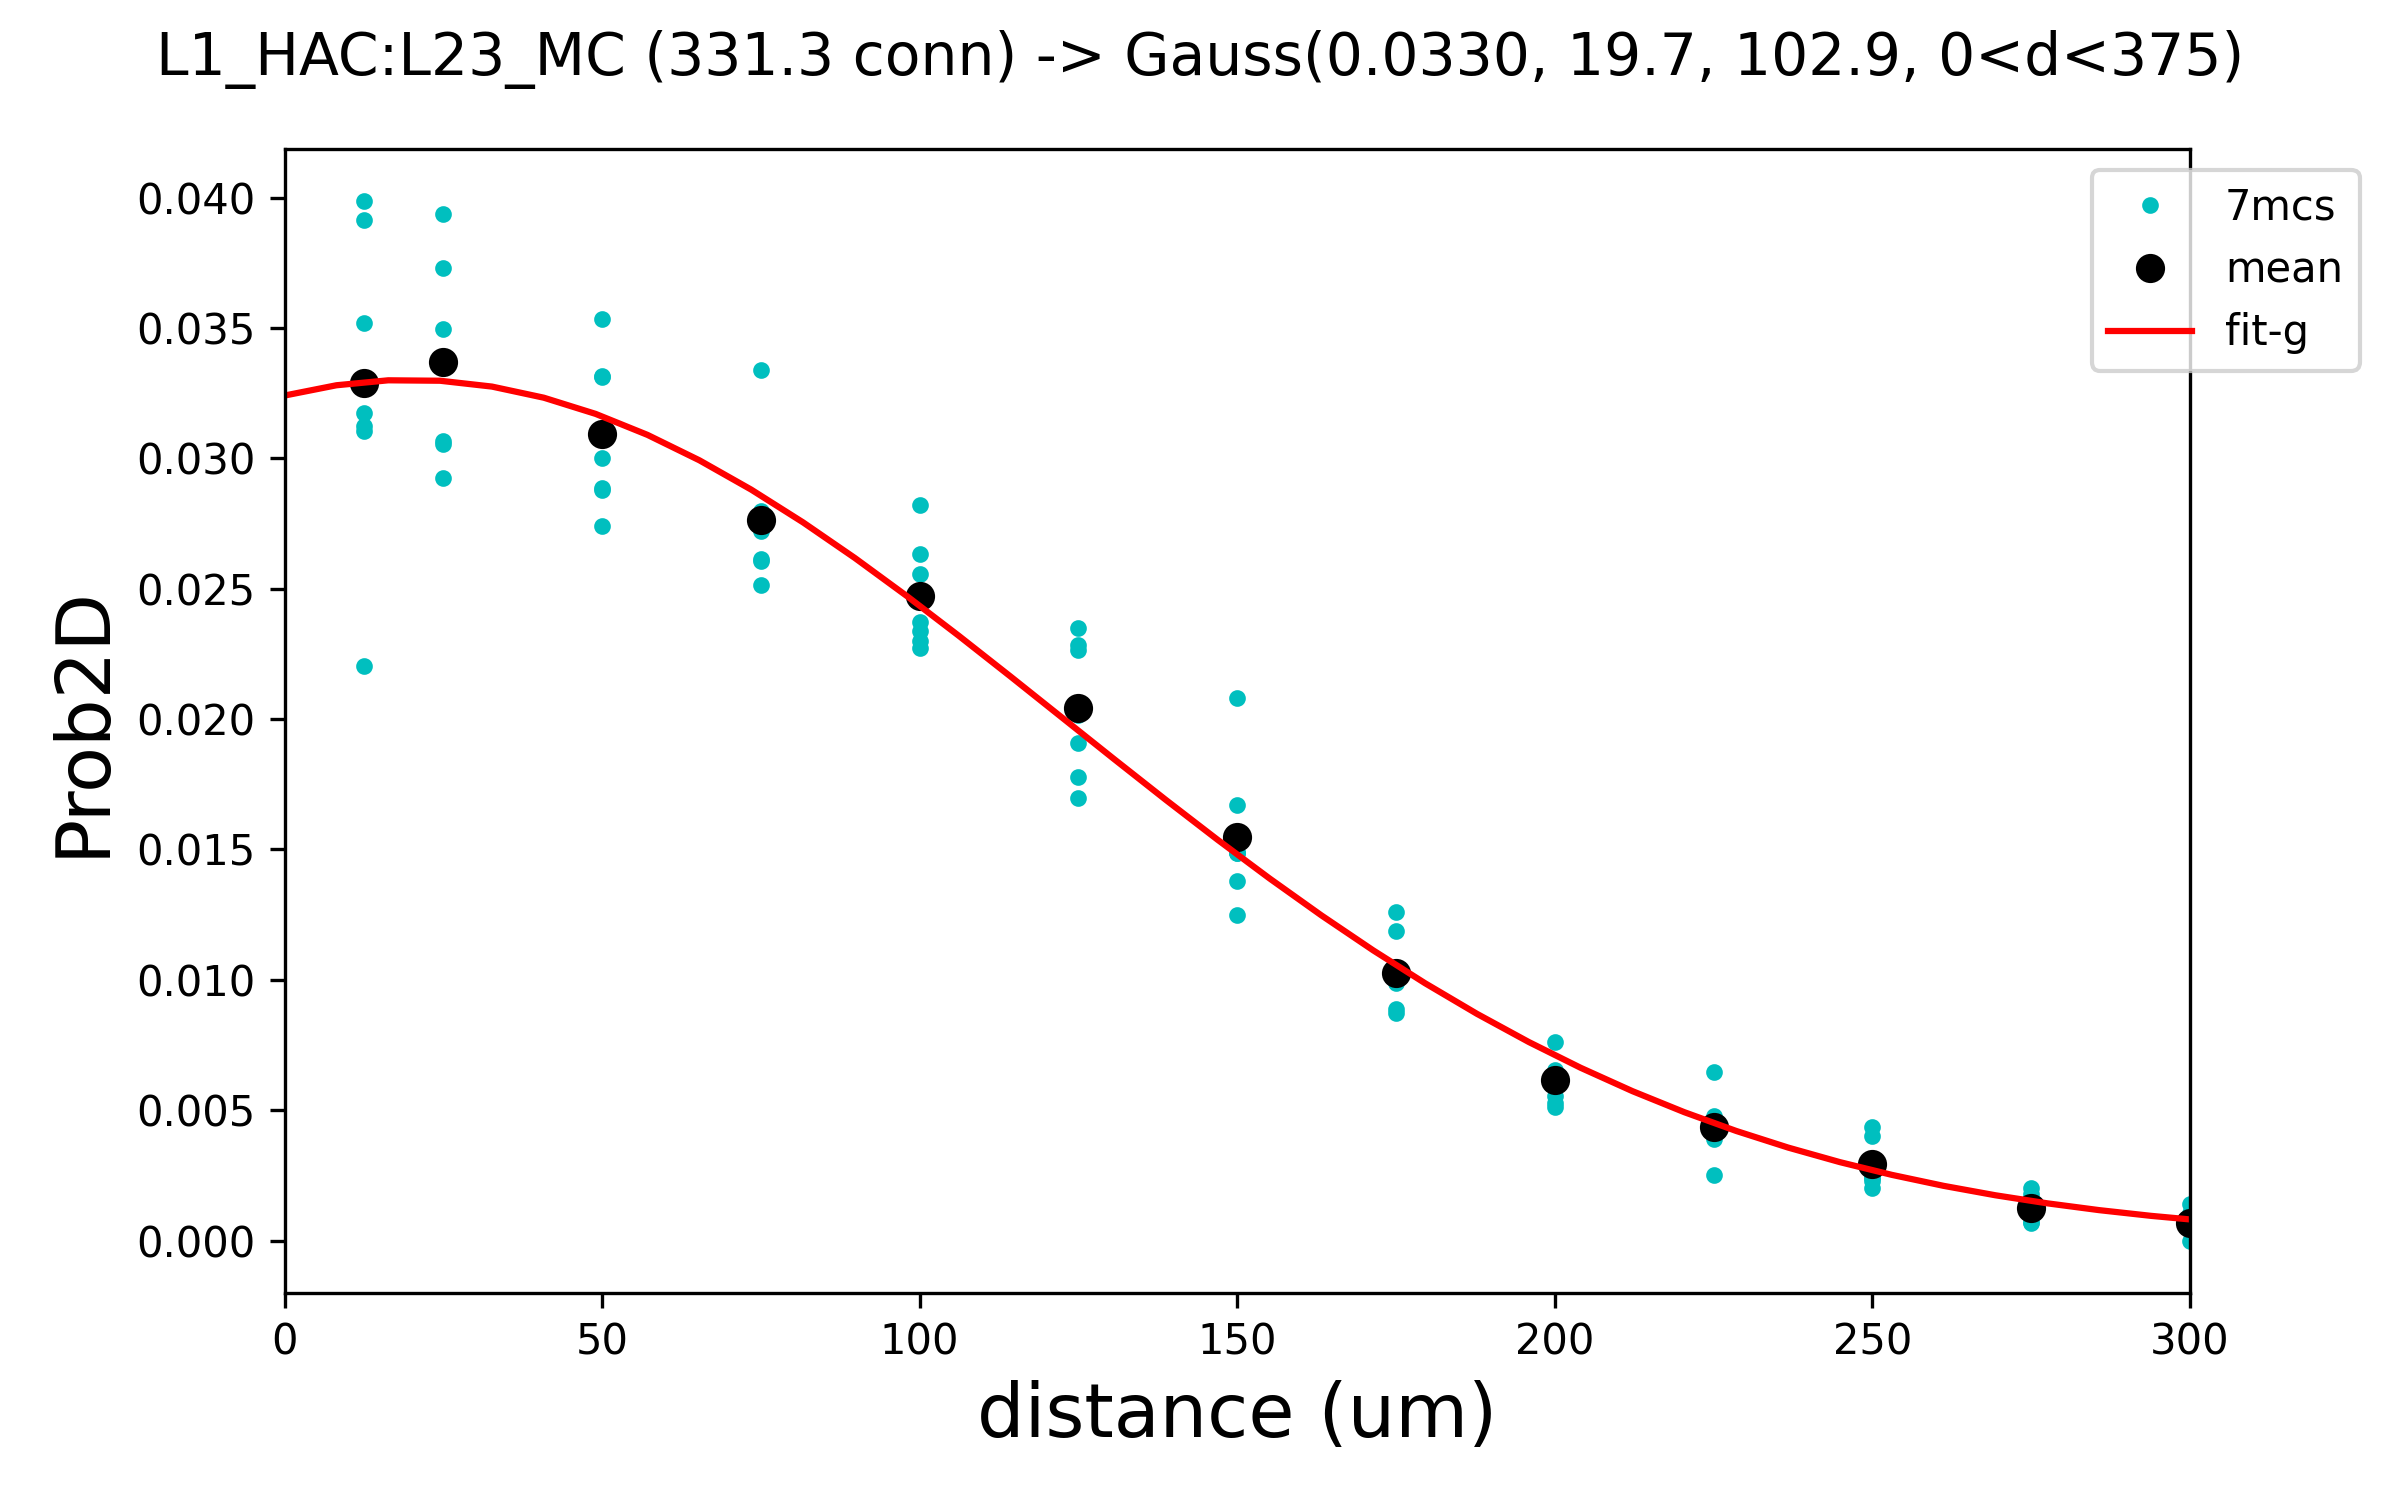 L1_HAC:L23_MC (331.3 conn) -> Gauss(0.0330, 19.7, 102.9, 0<d<375)
7mcs
mean
fit-g
Prob2D
0.040
0.035
0.030
0.025
0.020
0.015
0.010
0.005
0.000
0 50 100 150 200 250 300
distance (um)